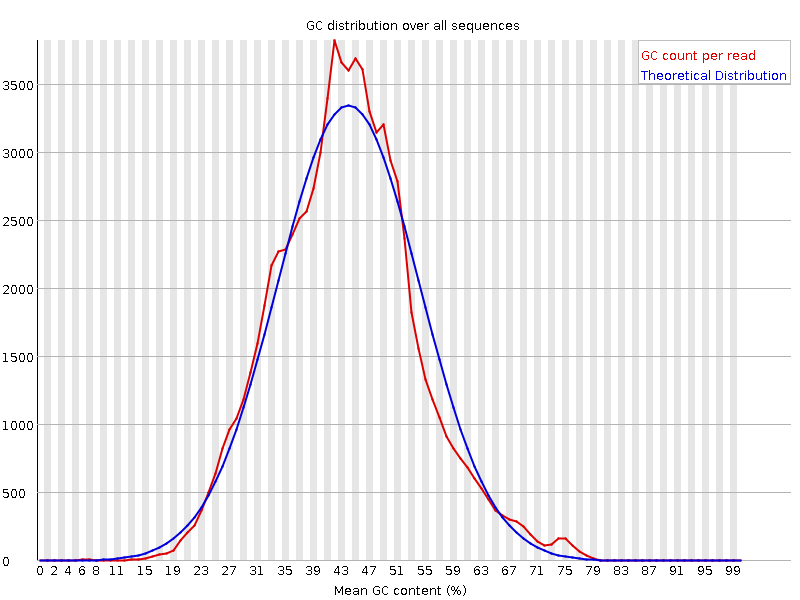 GC distribution over all sequences
GC count per read
Theoretical Distribution
3500
3000
2500
2000
1500
1000
500
0
0 2 4 6 8 11 15 19 23 27 31 35 39 43 47 51 55 59 63 67 71 75 79 83 87 91 95 99
Mean GC content (%)